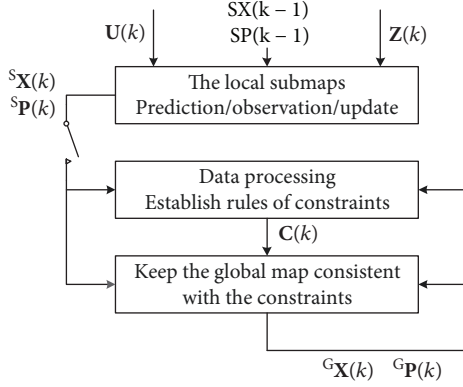 SX(k − 1)
U(k)
SP(k − 1)
Z(k)
ˢX(k)
ˢP(k)
The local submaps
Prediction/observation/update
Data processing
Establish rules of constraints
C(k)
Keep the global map consistent
with the constraints
ᴳX(k) ᴳP(k)